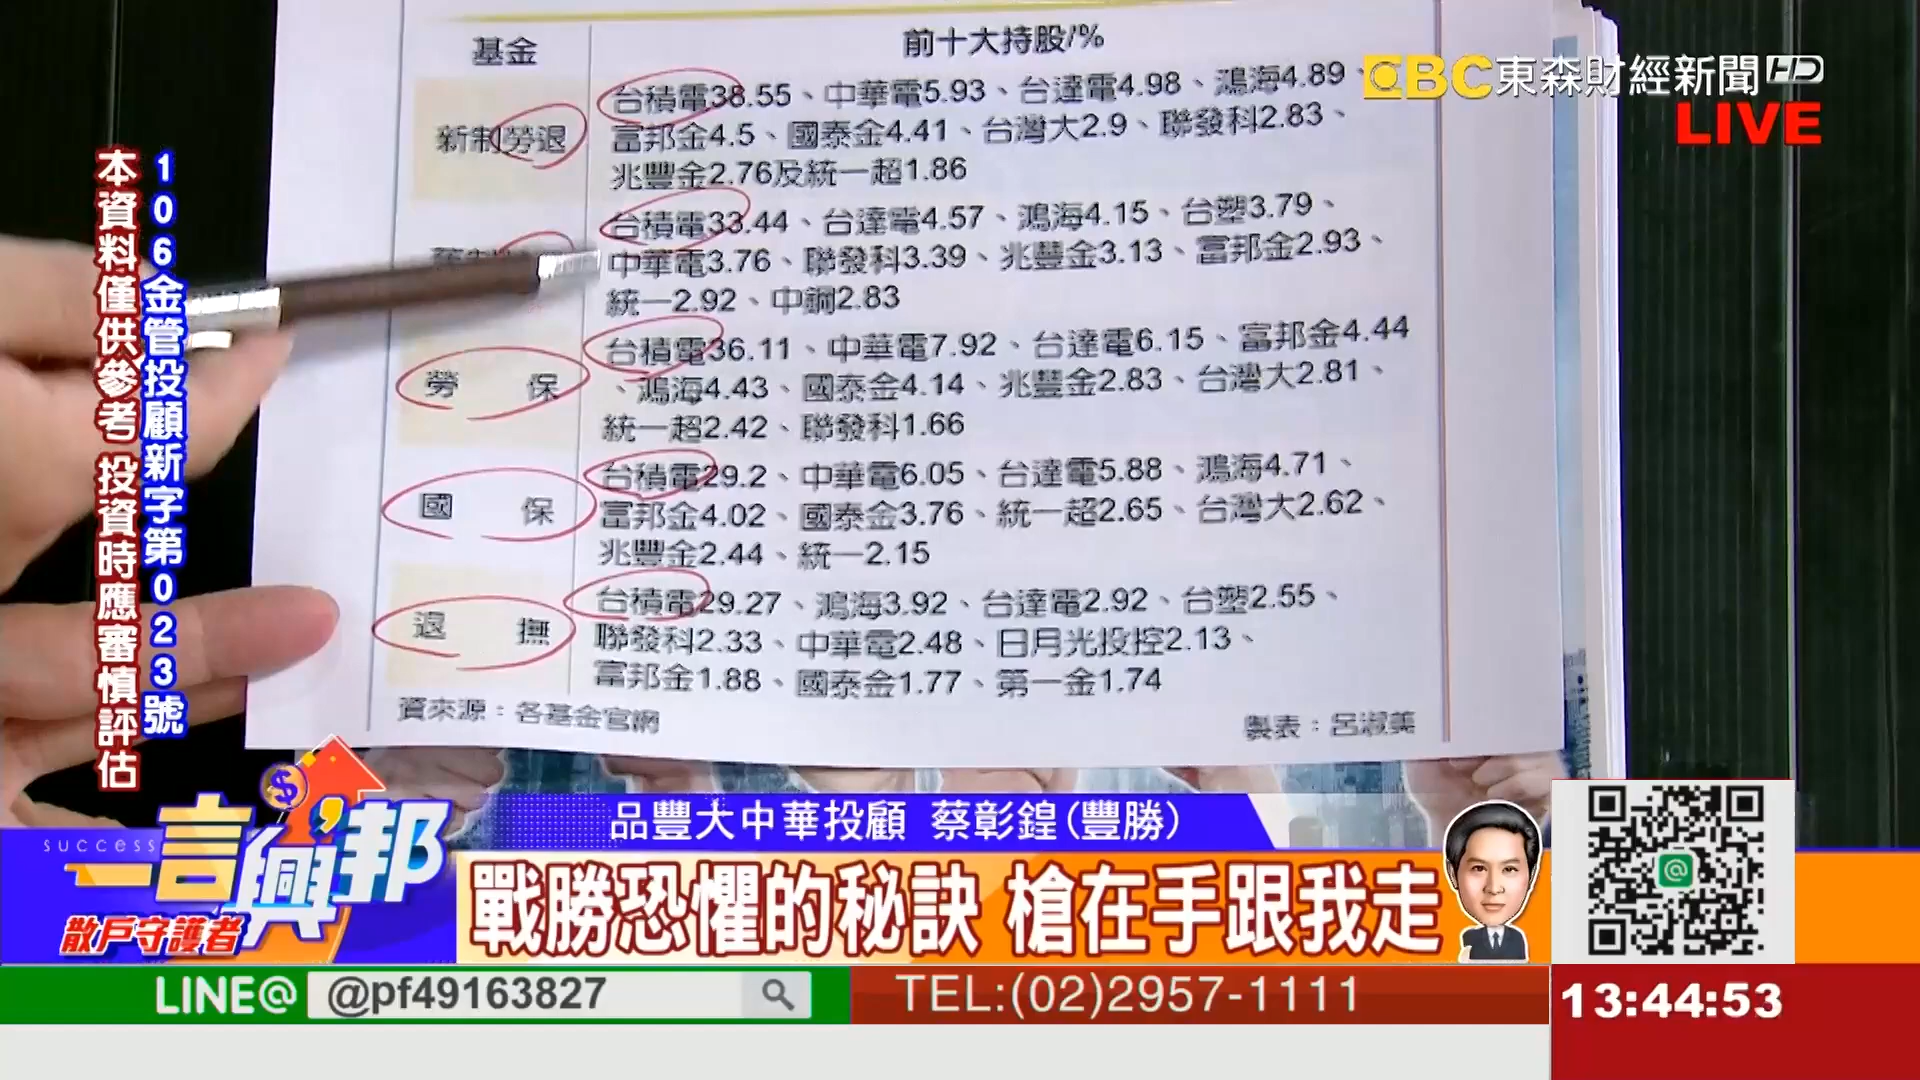 基金
前十大持股/%
新制勞退
台積電38.55、中華電5.93、台達電4.98、鴻海4.89、
富邦金4.5、國泰金4.41、台灣大2.9、聯發科2.83、
兆豐金2.76及統一超1.86
台積電33.44、台達電4.57、鴻海4.15、台塑3.79、
中華電3.76、聯發科3.39、兆豐金3.13、富邦金2.93、
統一2.92、中鋼2.83
勞保
台積電36.11、中華電7.92、台達電6.15、富邦金4.44
、鴻海4.43、國泰金4.14、兆豐金2.83、台灣大2.81、
統一超2.42、聯發科1.66
國保
台積電29.2、中華電6.05、台達電5.88、鴻海4.71、
富邦金4.02、國泰金3.76、統一超2.65、台灣大2.62、
兆豐金2.44、統一2.15
退撫
台積電29.27、鴻海3.92、台達電2.92、台塑2.55、
聯發科2.33、中華電2.48、日月光投控2.13、
富邦金1.88、國泰金1.77、第一金1.74
資來源：各基金官網
製表：呂淑美
EBC東森財經新聞HD
LIVE
106金管投顧新字第023號
本資料僅供參考 投資時應審慎評估
success
一言興邦
散戶守護者
品豐大中華投顧 蔡彰鍠(豐勝)
戰勝恐懼的秘訣 槍在手跟我走
LINE@ @pf49163827
TEL:(02)2957-1111
13:44:53